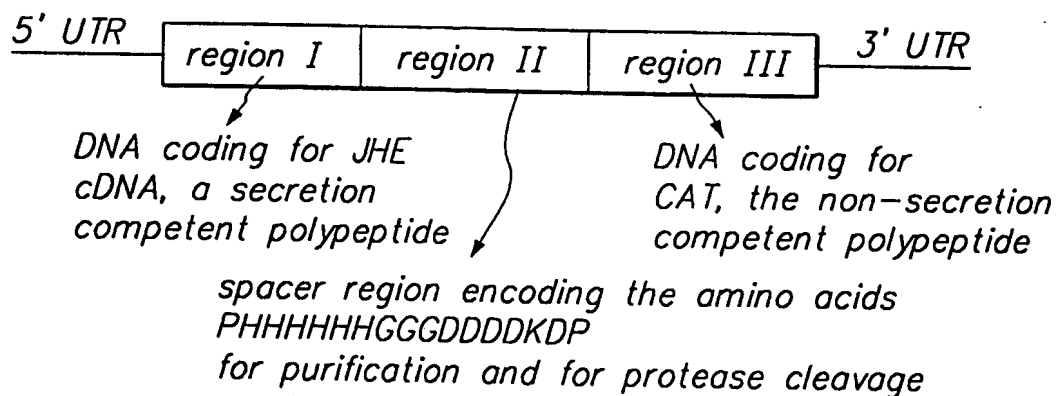 5' UTR
region I
region II
region III
3' UTR
DNA coding for JHE
cDNA, a secretion
competent polypeptide
DNA coding for
CAT, the non-secretion
competent polypeptide
spacer region encoding the amino acids
PHHHHHHGGGDDDDKDP
for purification and for protease cleavage